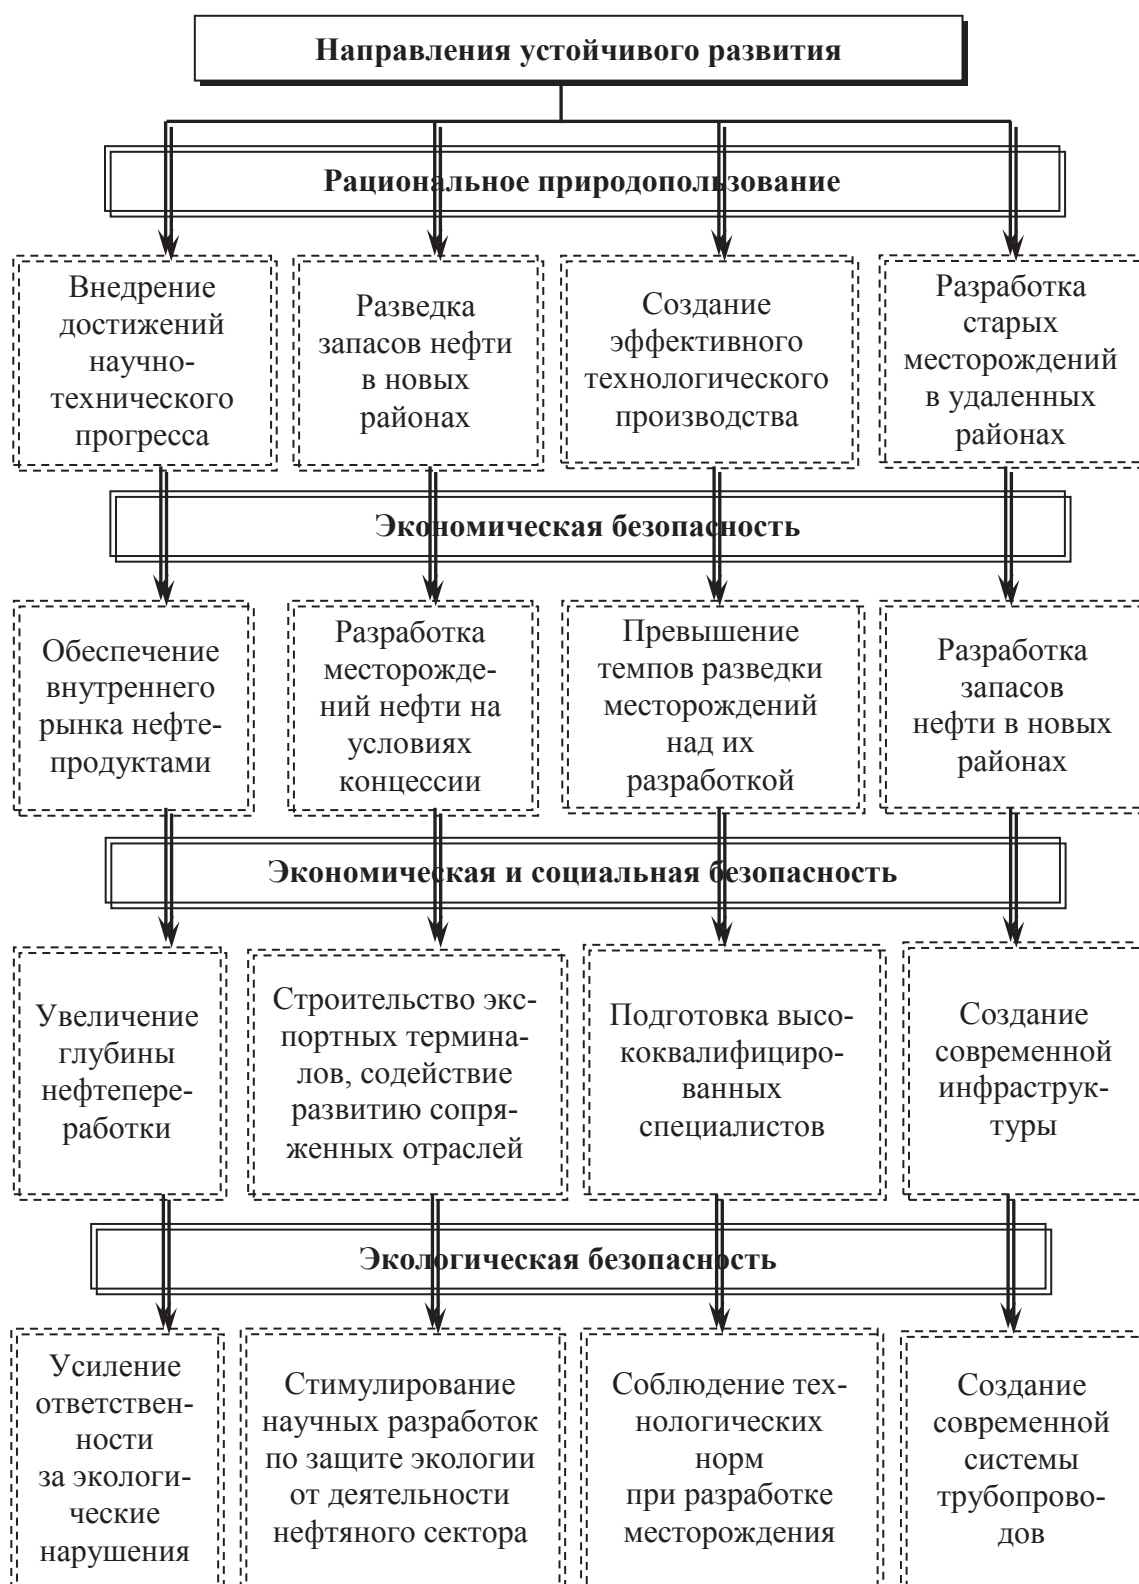 Направления устойчивого развития
Рациональное природопользование
Внедрение
достижений
научно-
технического
прогресса
Разведка
запасов нефти
в новых
районах
Создание
эффективного
технологического
производства
Разработка
старых
месторождений
в удаленных
районах
Экономическая безопасность
Обеспечение
внутреннего
рынка нефте-
продуктами
Разработка
месторожде-
ний нефти на
условиях
концессии
Превышение
темпов разведки
месторождений
над их
разработкой
Разработка
запасов
нефти в новых
районах
Экономическая и социальная безопасность
Увеличение
глубины
нефтепере-
работки
Строительство экс-
портных термина-
лов, содействие
развитию сопря-
женных отраслей
Подготовка высо-
коквалифициро-
ванных
специалистов
Создание
современной
инфраструк-
туры
Экологическая безопасность
Усиление
ответствен-
ности
за экологи-
ческие
нарушения
Стимулирование
научных разработок
по защите экологии
от деятельности
нефтяного сектора
Соблюдение тех-
нологических
норм
при разработке
месторождения
Создание
современной
системы
трубопрово-
дов